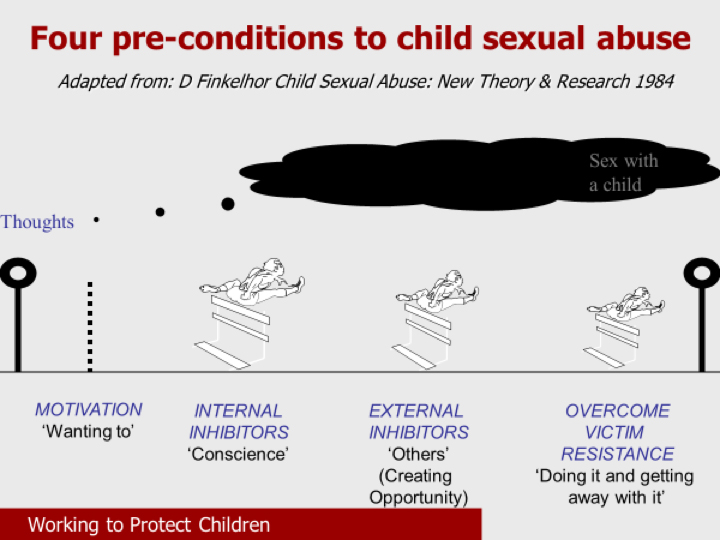 Four pre-conditions to child sexual abuse
Adapted from: D Finkelhor Child Sexual Abuse: New Theory & Research 1984
Sex with
a child
Thoughts
MOTIVATION
‘Wanting to’
INTERNAL
INHIBITORS
‘Conscience’
EXTERNAL
INHIBITORS
‘Others’
(Creating
Opportunity)
OVERCOME
VICTIM
RESISTANCE
‘Doing it and getting
away with it’
Working to Protect Children